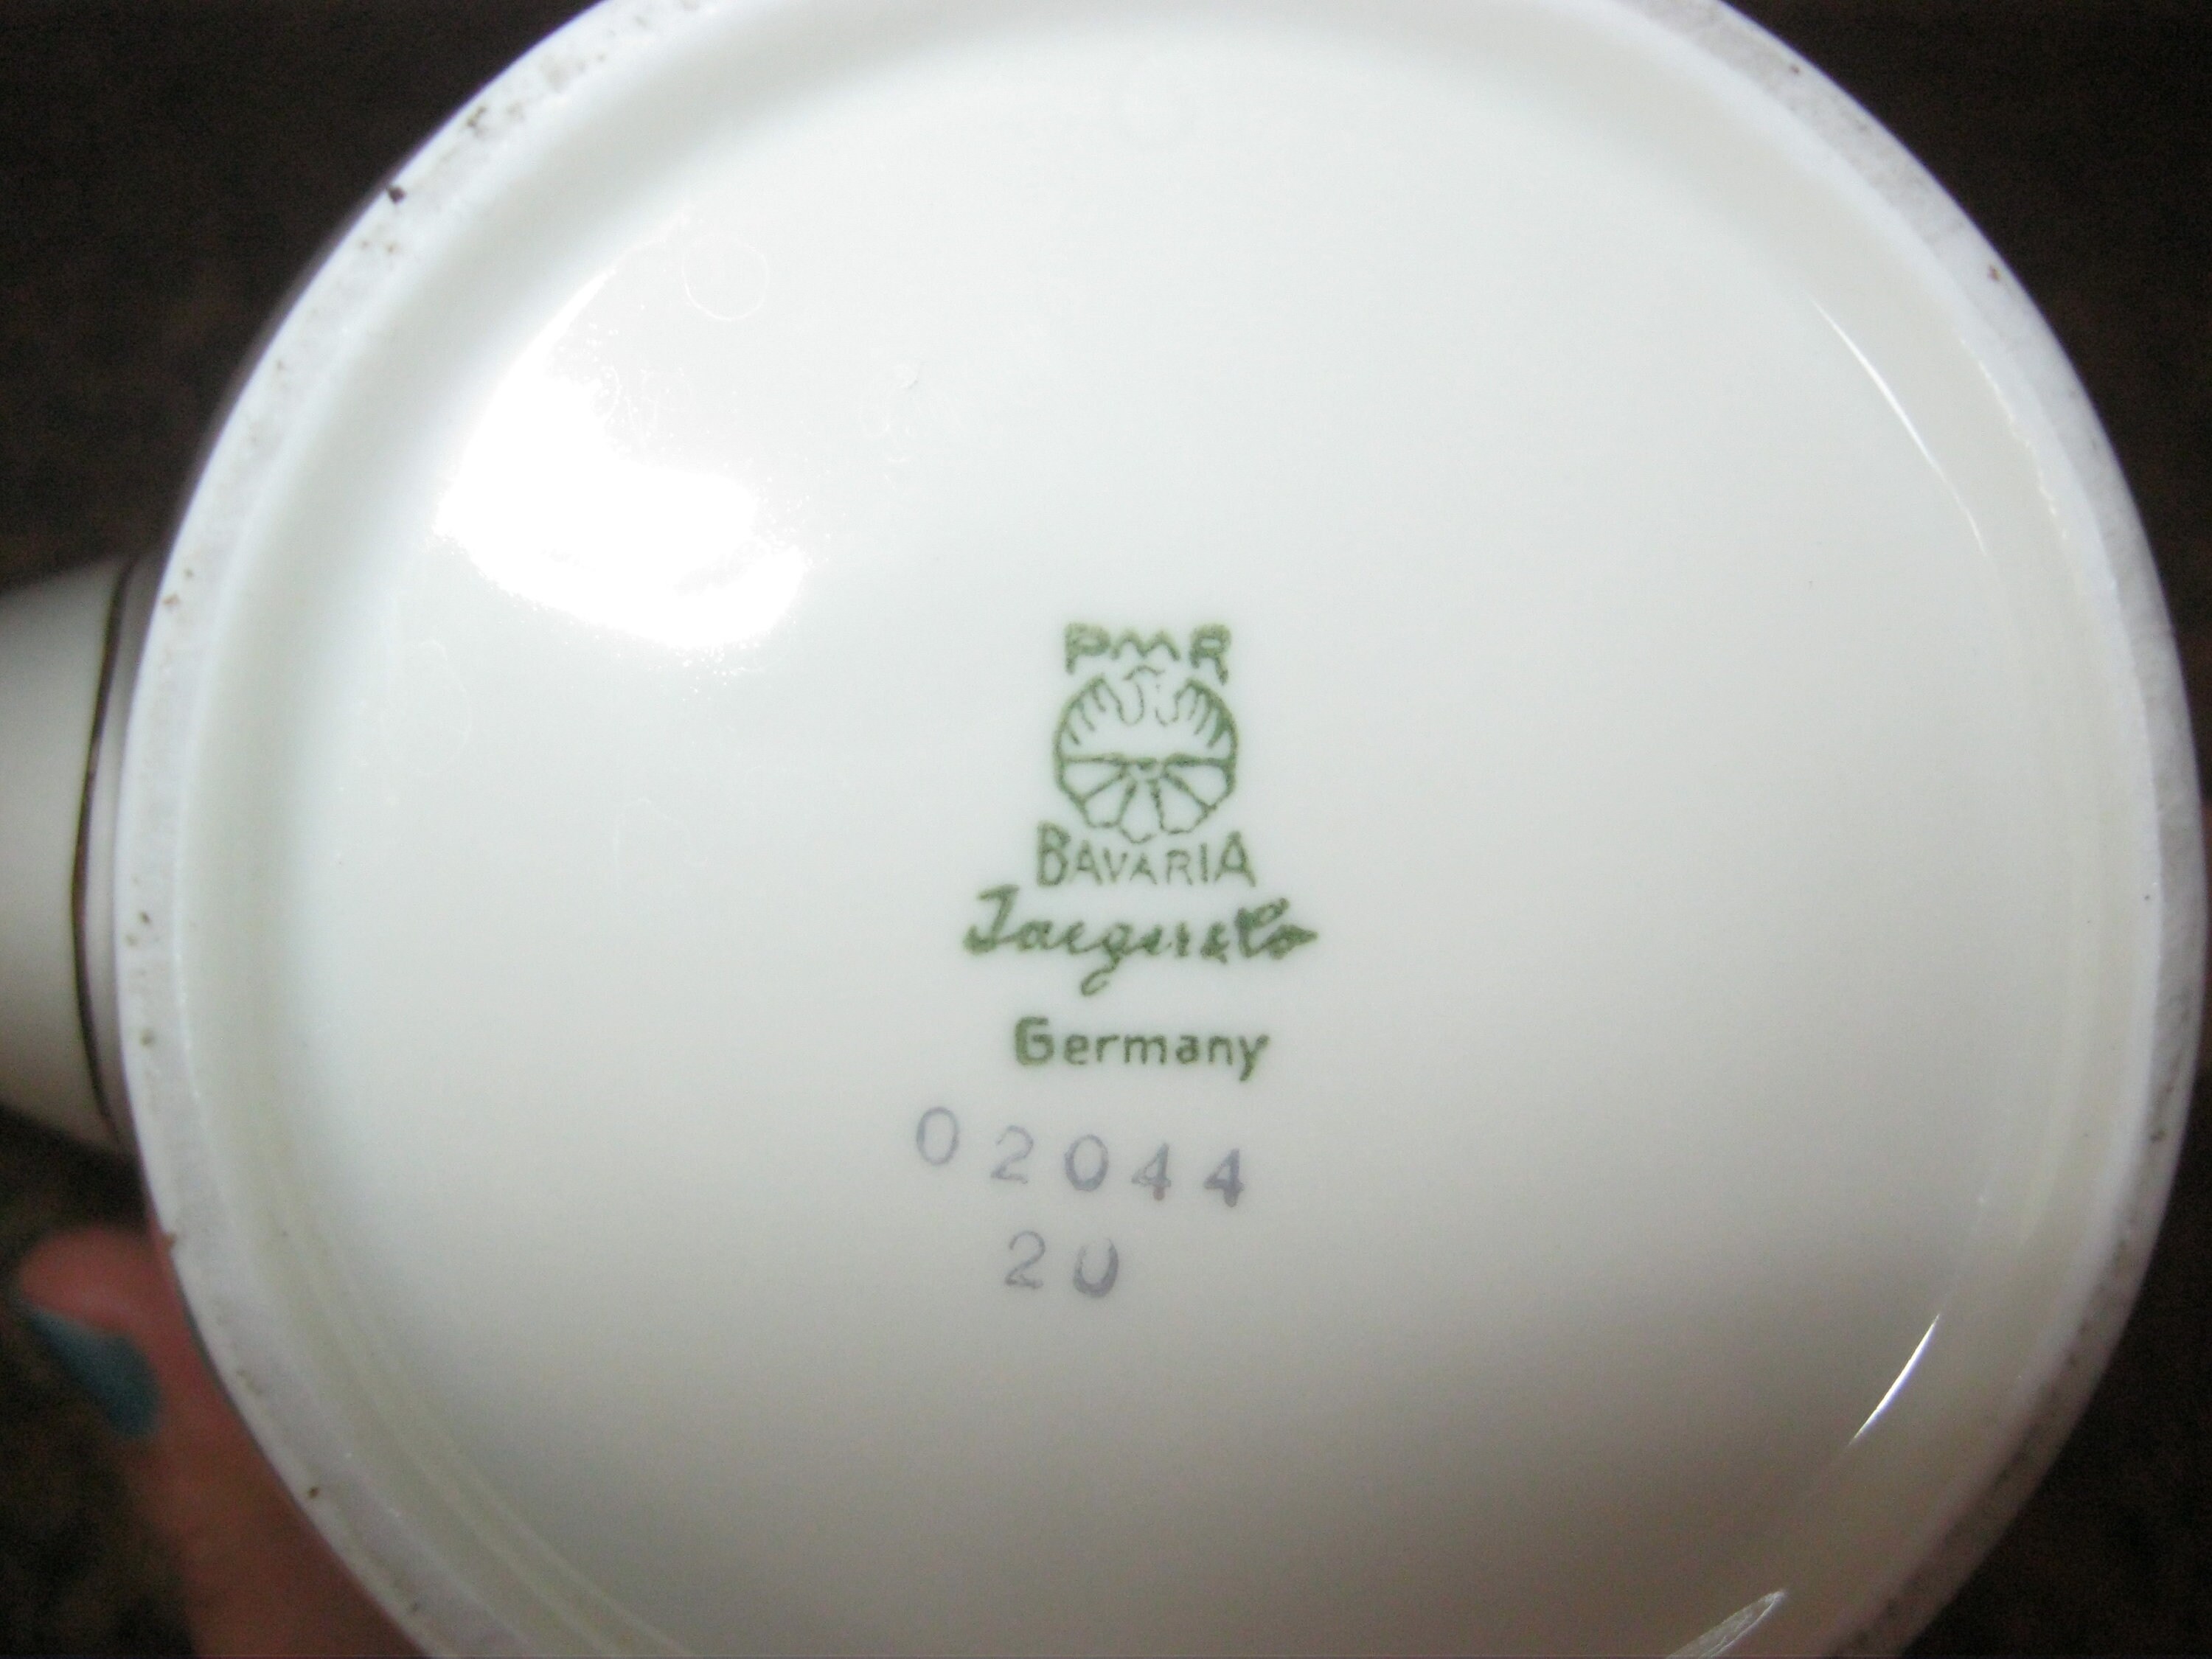 PMR
BAVARIA
Jaeger&Co
Germany
02044
20